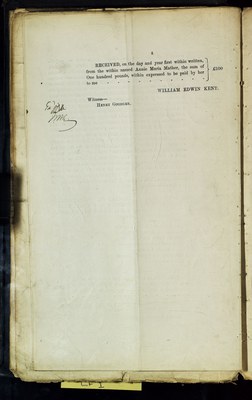 RECEIVED, on the day and year first within written,
from the within named Annie Maria Mather, the sum of
One hundred pounds, within expressed to be paid by her
to me
£100
WILLIAM EDWIN KENT.
Witness—
HENRY GEORGES.